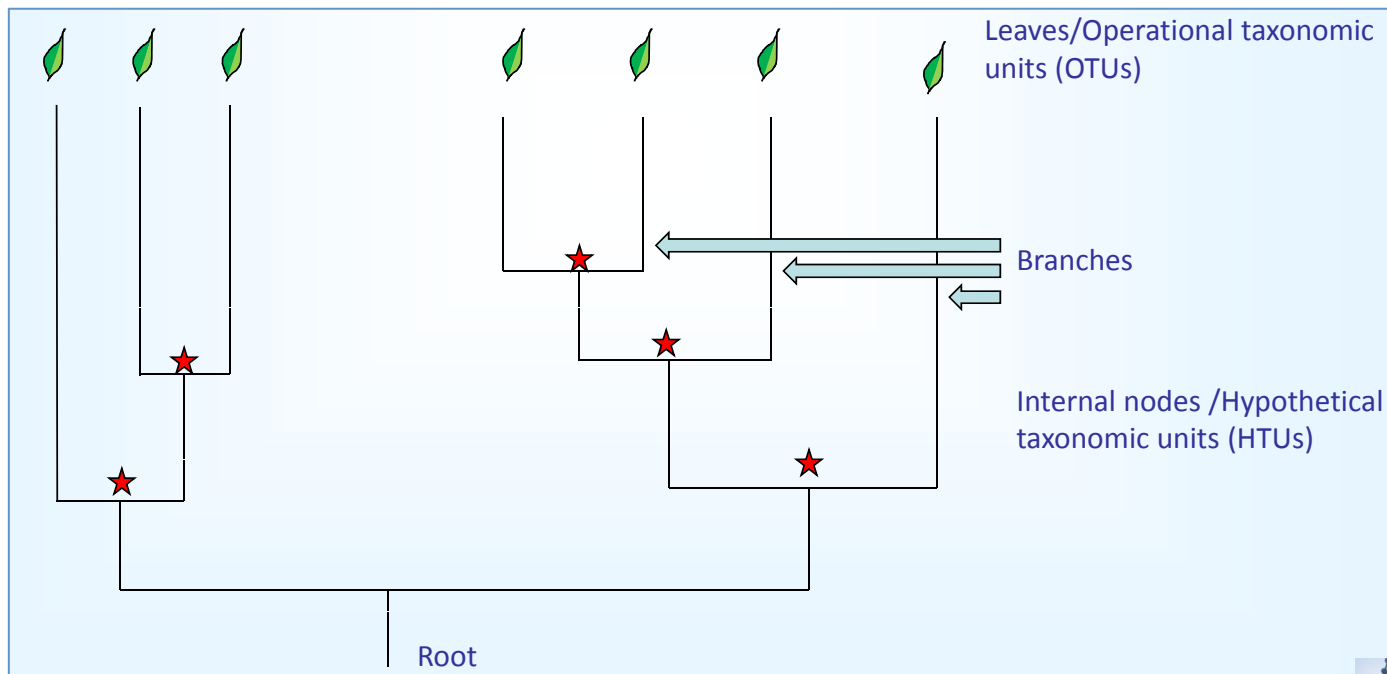 Leaves/Operational taxonomic
units (OTUs)
Branches
Internal nodes /Hypothetical
taxonomic units (HTUs)
Root